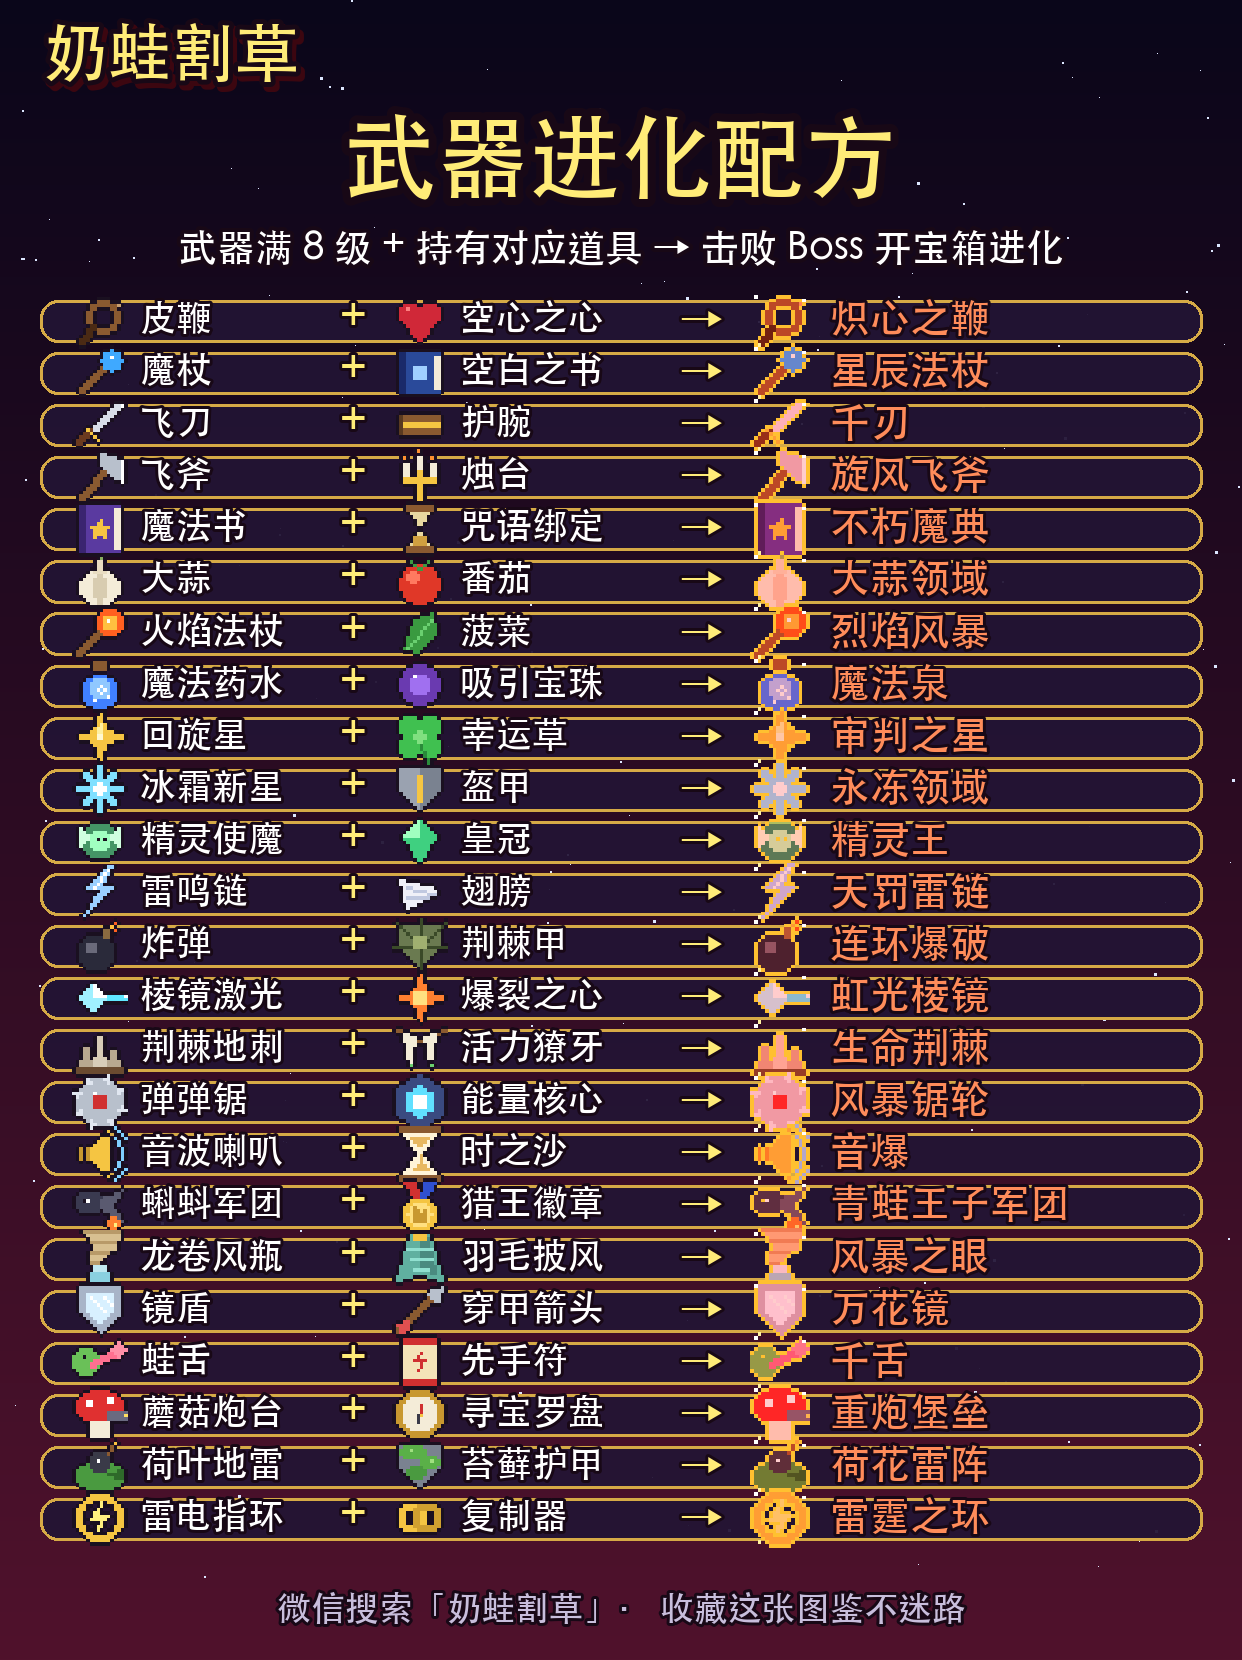 奶蛙割草
武器进化配方
武器满 8 级 + 持有对应道具 → 击败 Boss 开宝箱进化
皮鞭 + 空心之心 → 炽心之鞭
魔杖 + 空白之书 → 星辰法杖
飞刀 + 护腕 → 千刃
飞斧 + 烛台 → 旋风飞斧
魔法书 + 咒语绑定 → 不朽魔典
大蒜 + 番茄 → 大蒜领域
火焰法杖 + 菠菜 → 烈焰风暴
魔法药水 + 吸引宝珠 → 魔法泉
回旋星 + 幸运草 → 审判之星
冰霜新星 + 盔甲 → 永冻领域
精灵使魔 + 皇冠 → 精灵王
雷鸣链 + 翅膀 → 天罚雷链
炸弹 + 荆棘甲 → 连环爆破
棱镜激光 + 爆裂之心 → 虹光棱镜
荆棘地刺 + 活力獠牙 → 生命荆棘
弹弹锯 + 能量核心 → 风暴锯轮
音波喇叭 + 时之沙 → 音爆
蝌蚪军团 + 猎王徽章 → 青蛙王子军团
龙卷风瓶 + 羽毛披风 → 风暴之眼
镜盾 + 穿甲箭头 → 万花镜
蛙舌 + 先手符 → 千舌
蘑菇炮台 + 寻宝罗盘 → 重炮堡垒
荷叶地雷 + 苔藓护甲 → 荷花雷阵
雷电指环 + 复制器 → 雷霆之环
微信搜索「奶蛙割草」· 收藏这张图鉴不迷路